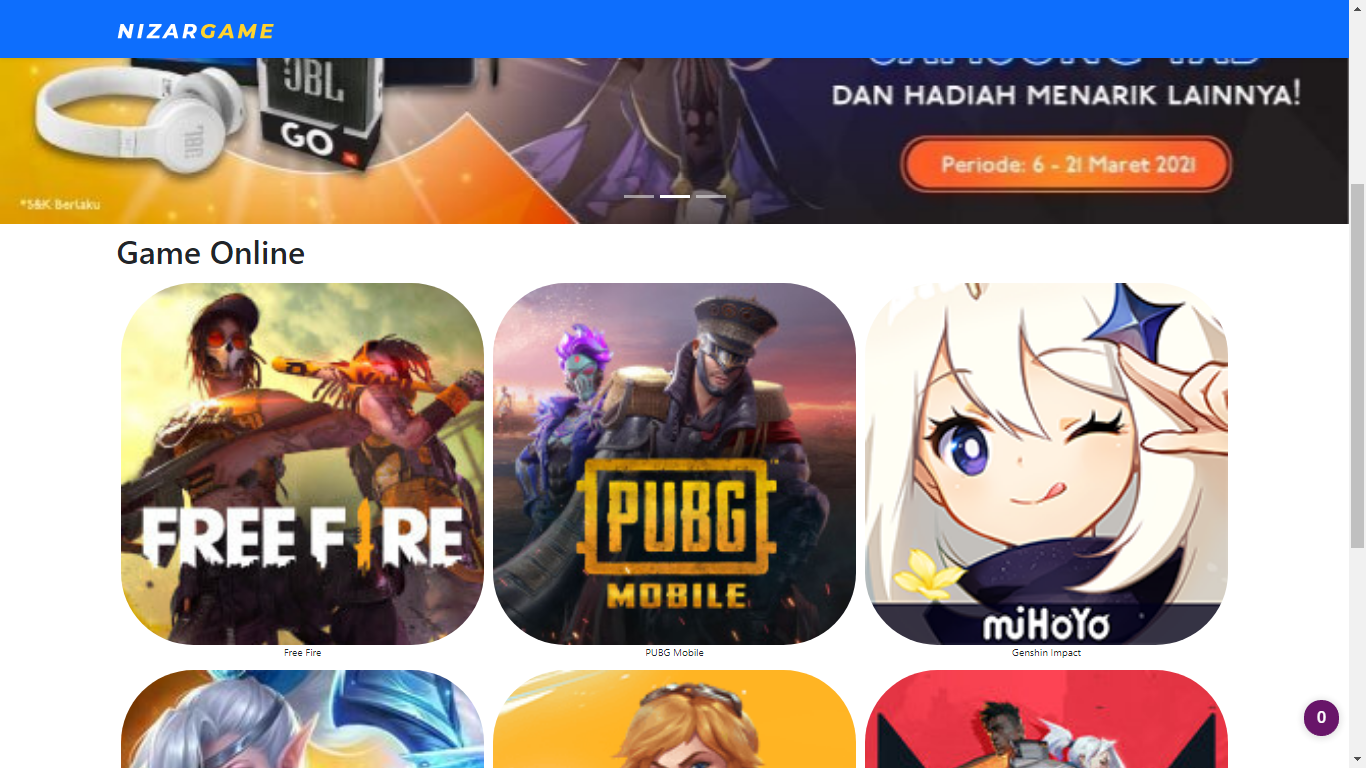 NIZARGAME
JBL
GO
JBL
DAN HADIAH MENARIK LAINNYA!
Periode: 6 - 21 Maret 2021
*S&K Berlaku
Game Online
FREE FIRE
PUBG
MOBILE
miHoYo
Free Fire
PUBG Mobile
Genshin Impact
0